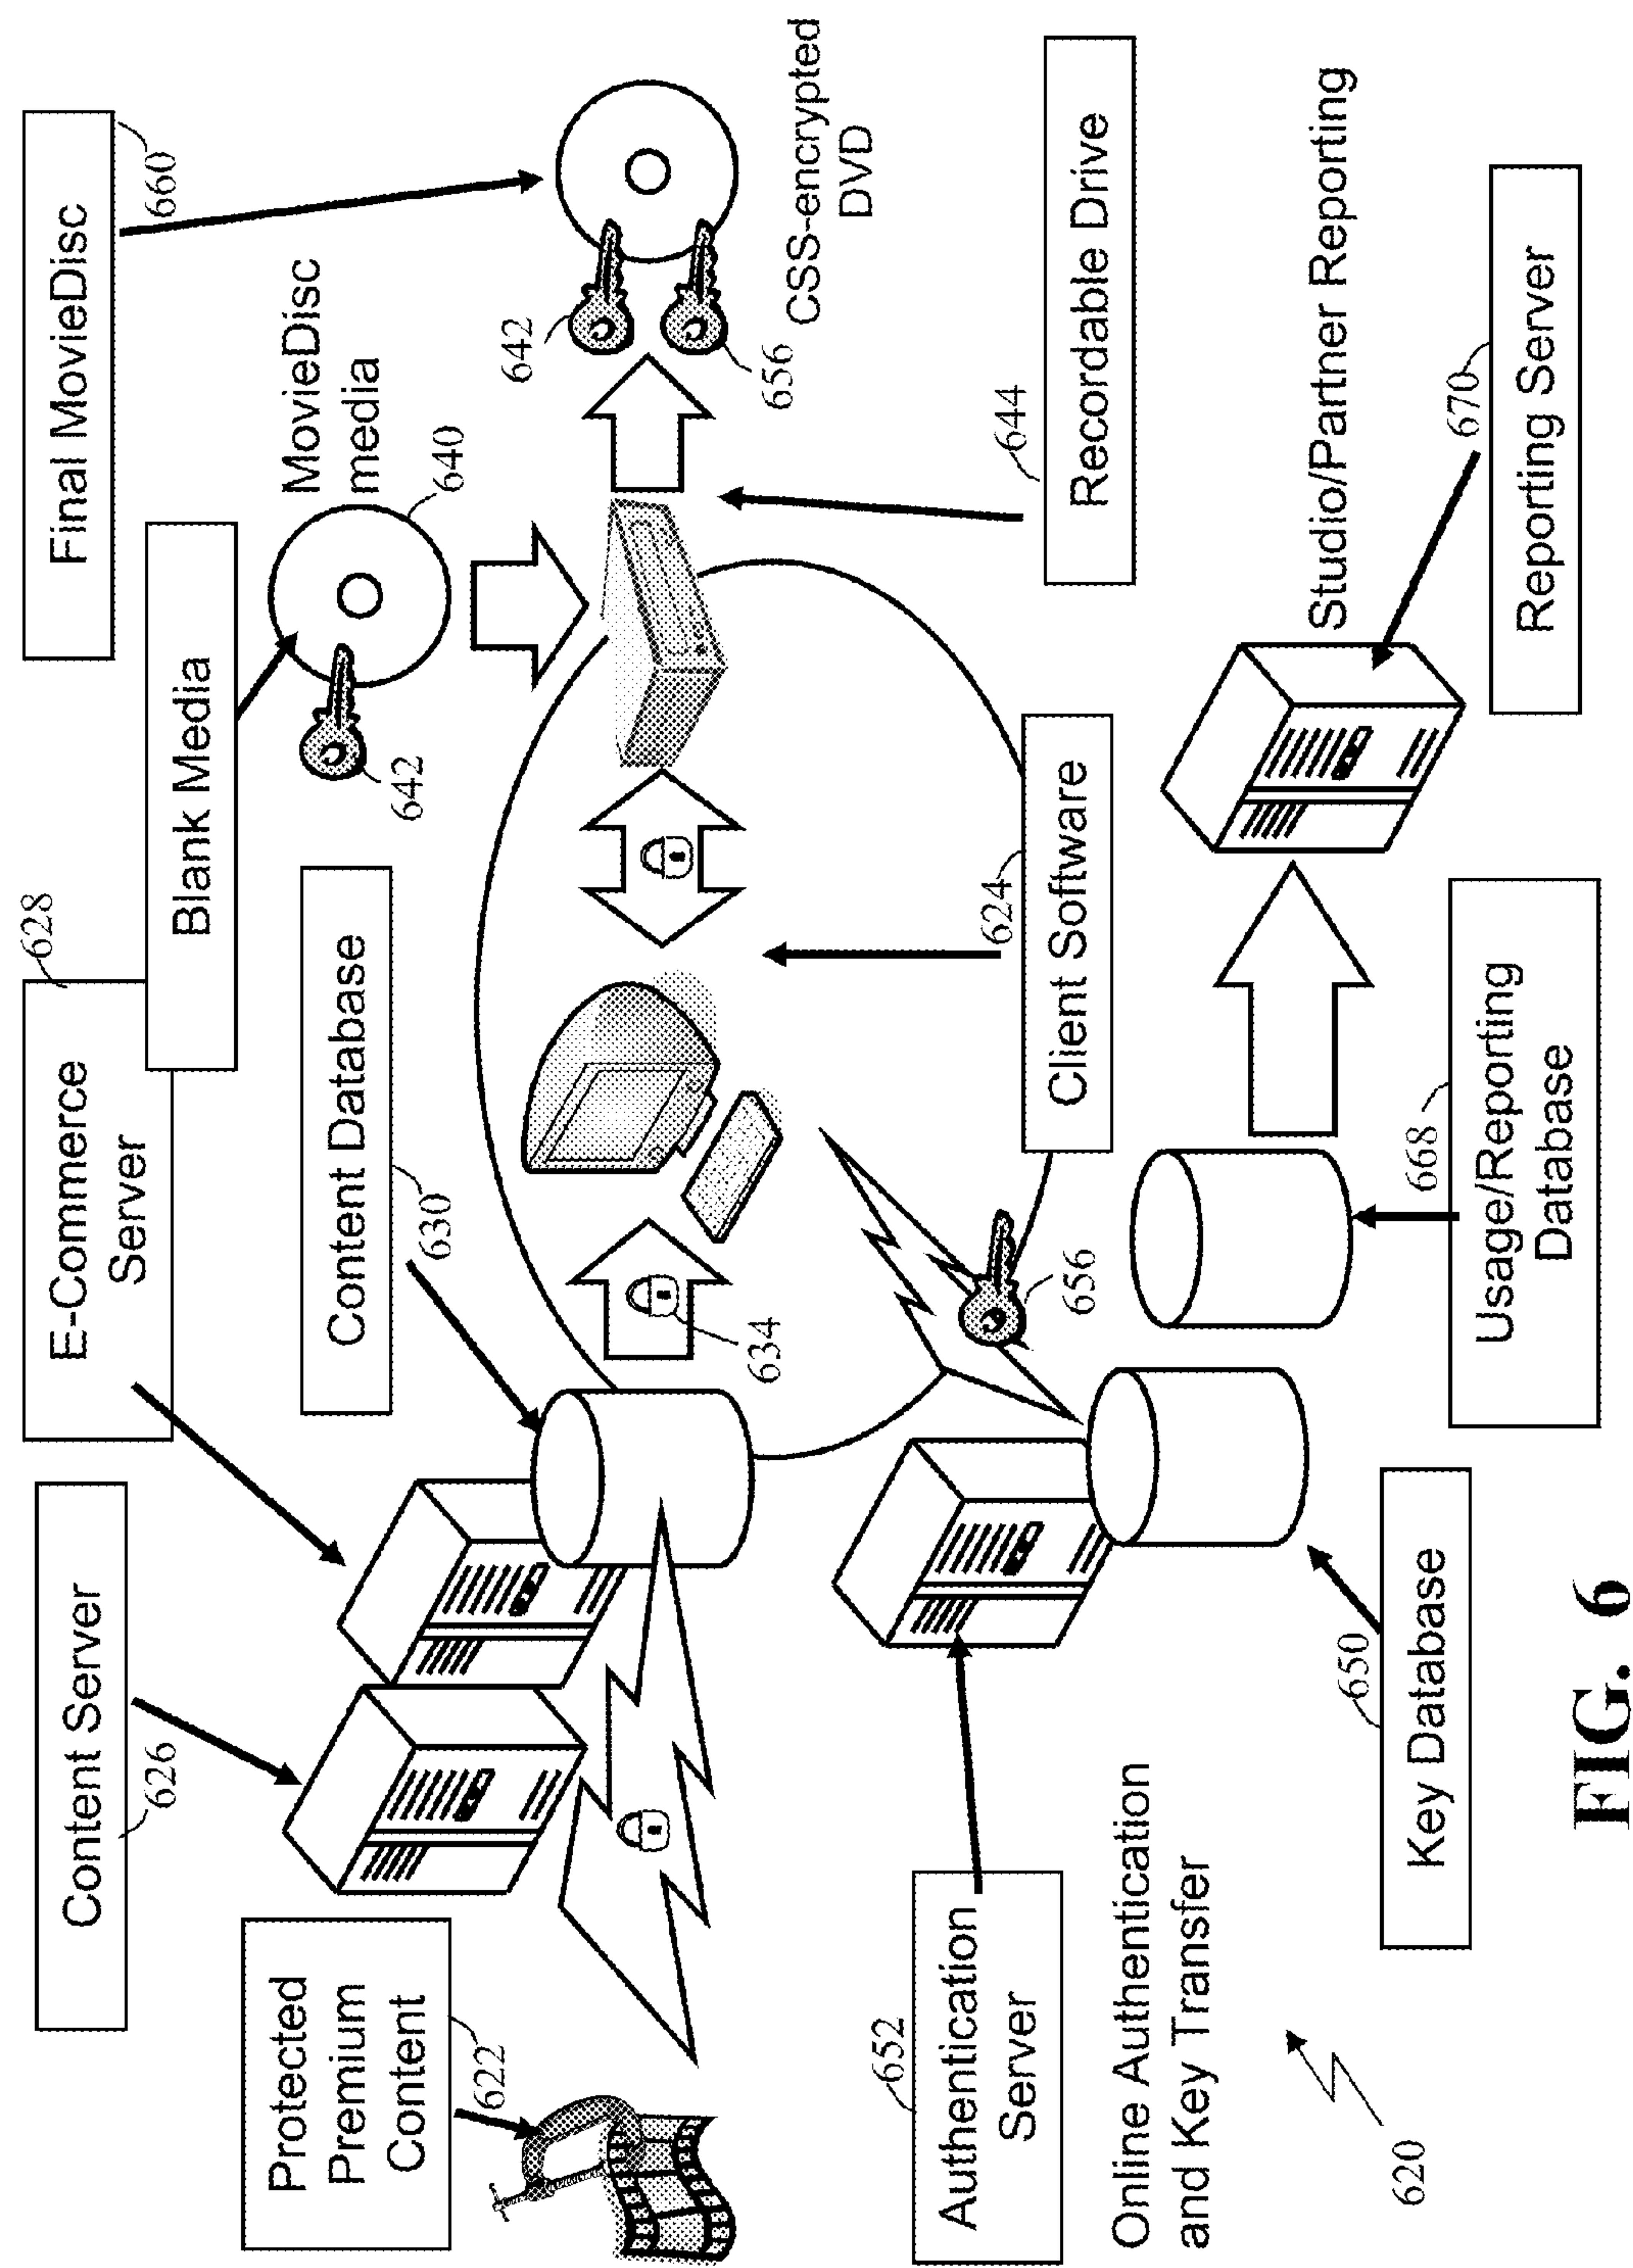 Content Server
626
E-Commerce
Server
628
Blank Media
Final MovieDisc
660
Protected
Premium
Content
622
Content Database
630
MovieDisc
media
640
642
642
656
CSS-encrypted
DVD
634
644
Recordable Drive
624
Client Software
656
652
Authentication
Server
Online Authentication
and Key Transfer
Studio/Partner Reporting
670
Reporting Server
668
Usage/Reporting
Database
650
Key Database
620
FIG. 6